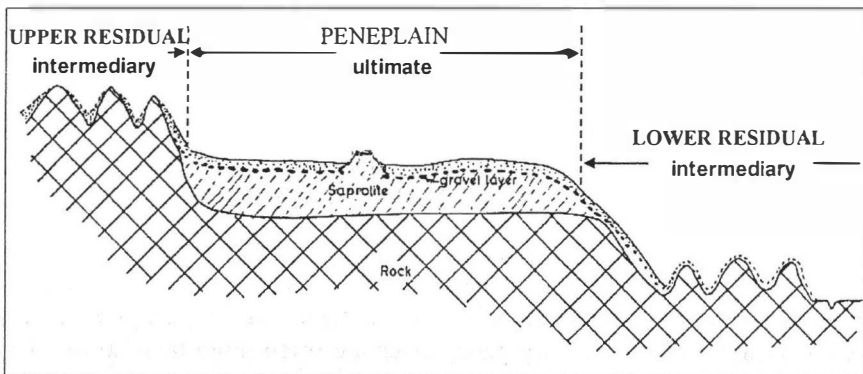 UPPER RESIDUAL
intermediary
PENEPLAIN
ultimate
LOWER RESIDUAL
intermediary
gravel layer
Saprolite
Rock